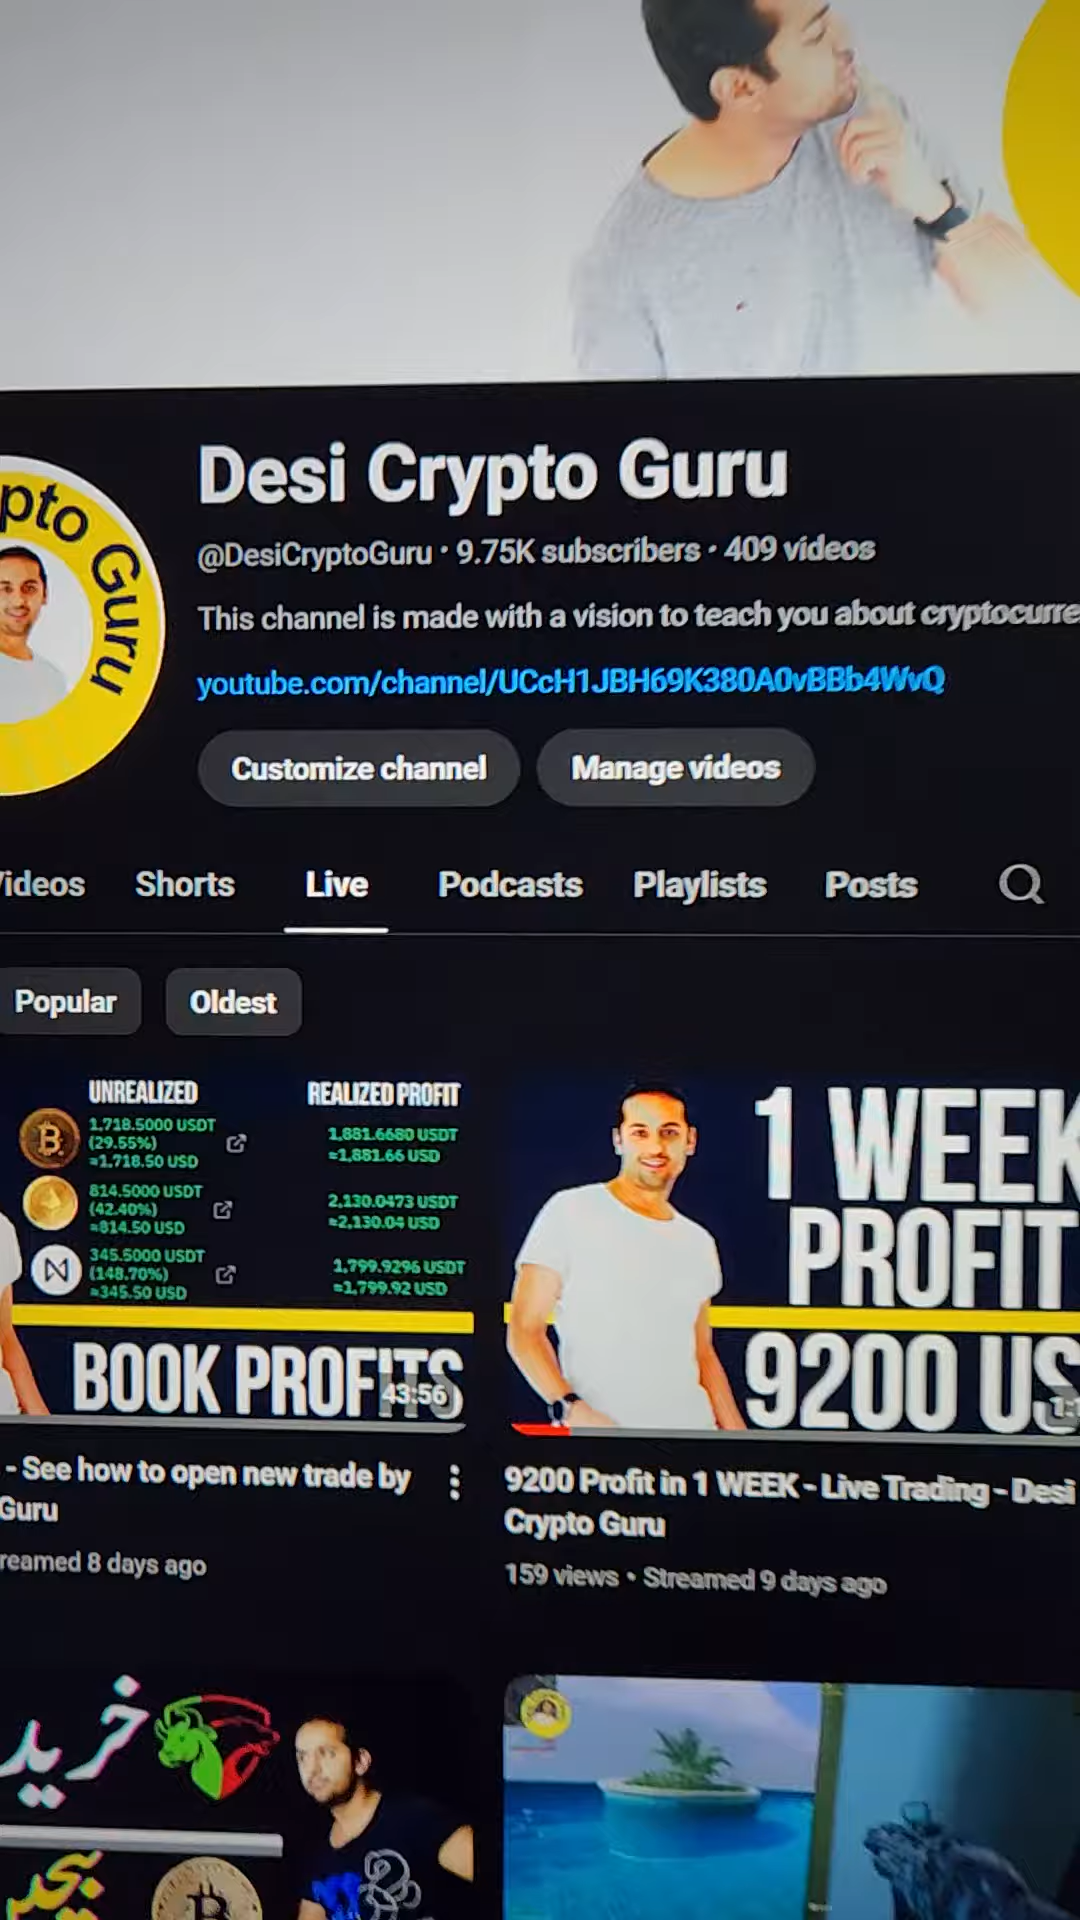 pto Guru
Desi Crypto Guru
@DesiCryptoGuru • 9.75K subscribers • 409 videos
This channel is made with a vision to teach you about cryptocurre
youtube.com/channel/UCcH1JBH69K380A0vBBb4WvQ
Customize channel
Manage videos
Videos
Shorts
Live
Podcasts
Playlists
Posts
Popular
Oldest
UNREALIZED
REALIZED PROFIT
1,718.5000 USDT
(29.55%)
≈1,718.50 USD
1,881.6680 USDT
≈1,881.66 USD
814.5000 USDT
(42.40%)
≈814.50 USD
2,130.0473 USDT
≈2,130.04 USD
345.5000 USDT
(148.70%)
≈345.50 USD
1,799.9296 USDT
≈1,799.92 USD
BOOK PROFITS
43:56
1 WEEK
PROFIT
9200 US
- See how to open new trade by
Guru
reamed 8 days ago
9200 Profit in 1 WEEK - Live Trading - Desi
Crypto Guru
159 views • Streamed 9 days ago
خرید